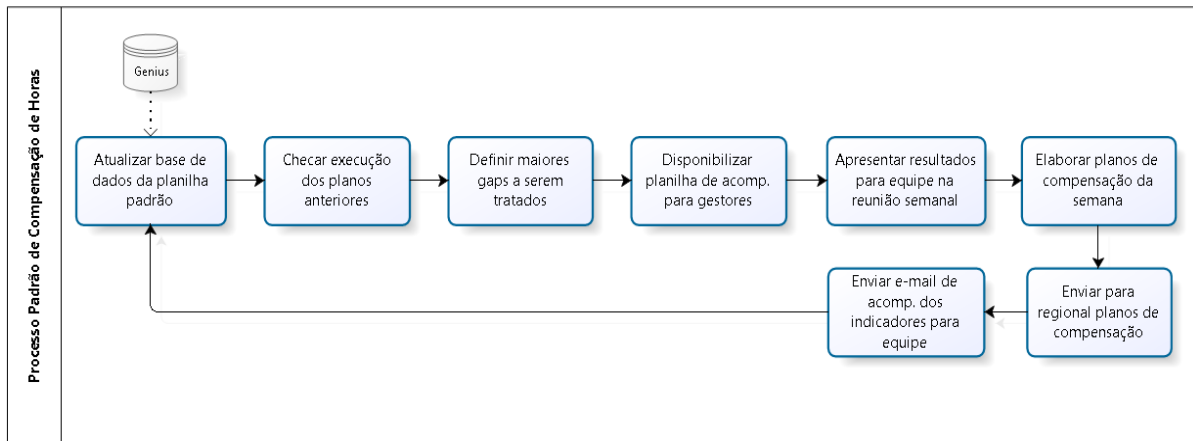 Processo Padrão de Compensação de Horas
Genius
Atualizar base de
dados da planilha
padrão
Checar execução
dos planos
anteriores
Definir maiores
gaps a serem
tratados
Disponibilizar
planilha de acomp.
para gestores
Apresentar resultados
para equipe na
reunião semanal
Elaborar planos de
compensação da
semana
Enviar para
regional planos de
compensação
Enviar e-mail de
acomp. dos
indicadores para
equipe